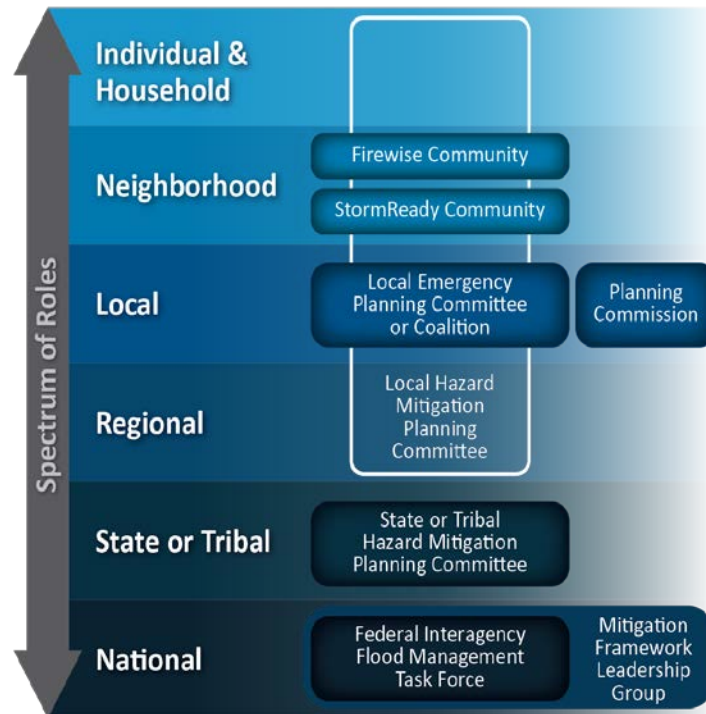 Spectrum of Roles
Individual &
Household
Neighborhood
Firewise Community
StormReady Community
Local
Local Emergency
Planning Committee
or Coalition
Planning
Commission
Regional
Local Hazard
Mitigation
Planning
Committee
State or Tribal
State or Tribal
Hazard Mitigation
Planning Committee
National
Federal Interagency
Flood Management
Task Force
Mitigation
Framework
Leadership
Group